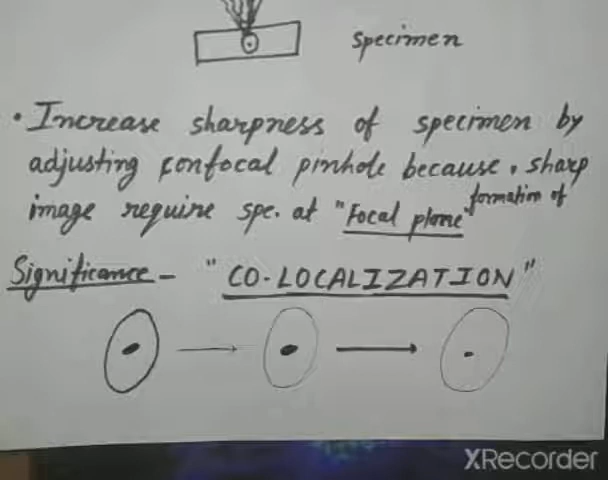 specimen
• Increase sharpness of specimen by
adjusting confocal pinhole because, sharp
formation of
image require spe. at "Focal plane"
Significance - "CO-LOCALIZATION"
XRecorder